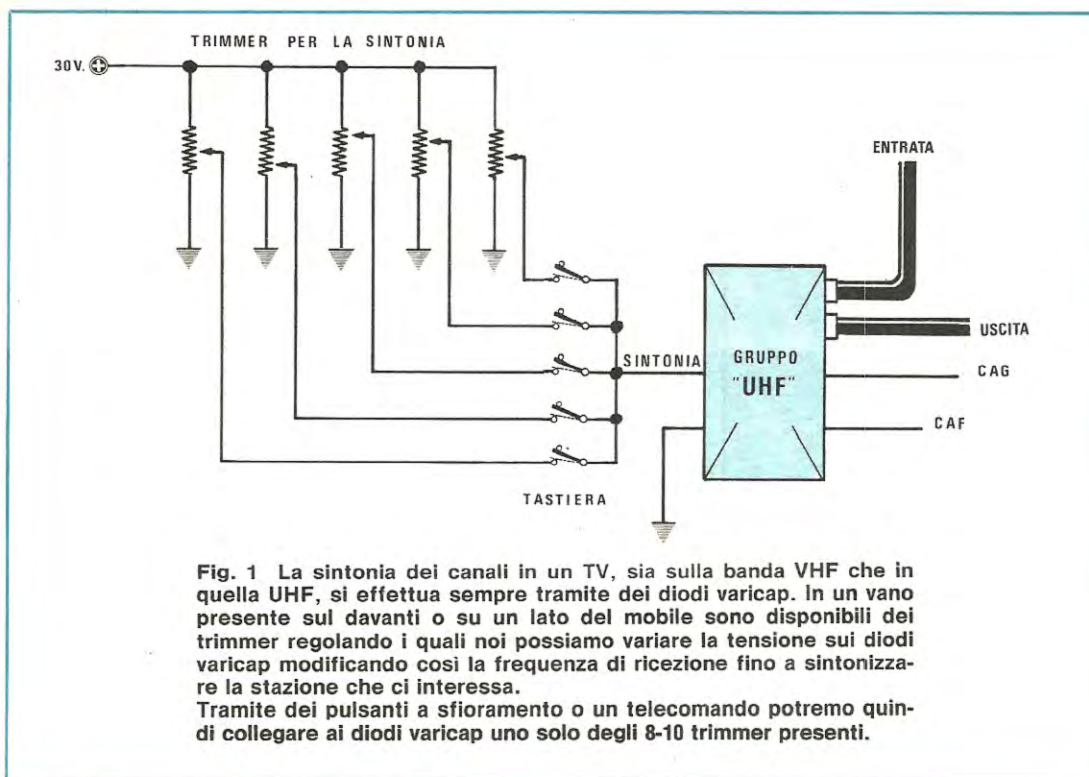 TRIMMER PER LA SINTONIA
30V.
ENTRATA
USCITA
SINTONIA
GRUPPO
"UHF"
CAG
CAF
TASTIERA
Fig. 1 La sintonia dei canali in un TV, sia sulla banda VHF che in
quella UHF, si effettua sempre tramite dei diodi varicap. In un vano
presente sul davanti o su un lato del mobile sono disponibili dei
trimmer regolando i quali noi possiamo variare la tensione sui diodi
varicap modificando così la frequenza di ricezione fino a sintonizza-
re la stazione che ci interessa.
Tramite dei pulsanti a sfioramento o un telecomando potremo quin-
di collegare ai diodi varicap uno solo degli 8-10 trimmer presenti.